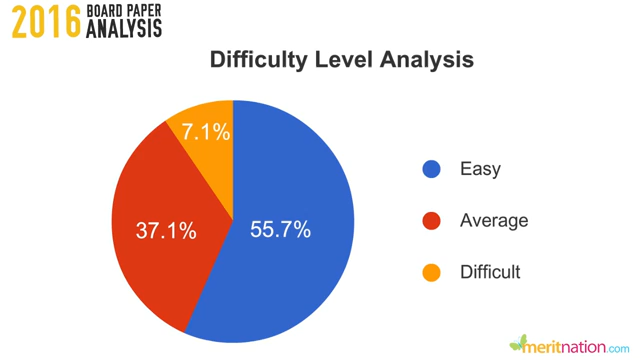 2016 BOARD PAPER
ANALYSIS
Difficulty Level Analysis
7.1%
37.1%
55.7%
Easy
Average
Difficult
meritnation.com